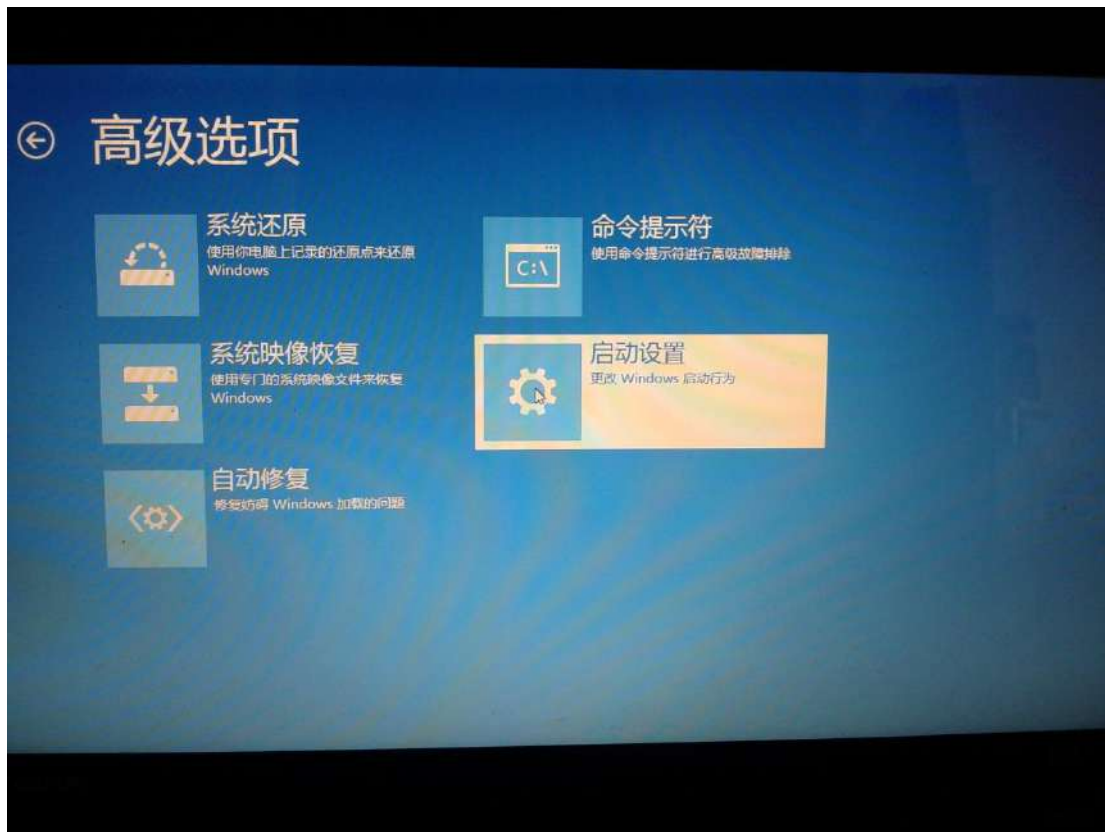 高级选项
系统还原
使用你电脑上记录的还原点来还原
Windows
命令提示符
使用命令提示符进行高级故障排除
C:\
系统映像恢复
使用专门的系统映像文件来恢复
Windows
启动设置
更改 Windows 启动行为
自动修复
修复妨碍 Windows 加载的问题